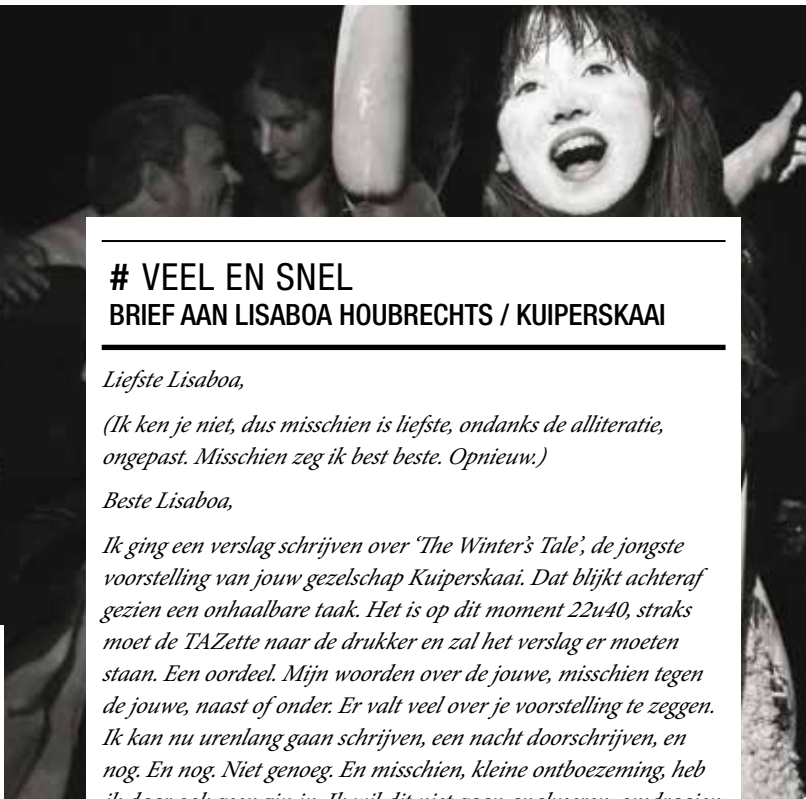 # VEEL EN SNEL
BRIEF AAN LISABOA HOUBRECHTS / KUIPERSKAAI
Liefste Lisaboa,
(Ik ken je niet, dus misschien is liefste, ondanks de alliteratie,
ongepast. Misschien zeg ik best beste. Opnieuw.)
Beste Lisaboa,
Ik ging een verslag schrijven over ‘The Winter’s Tale’, de jongste
voorstelling van jouw gezelschap Kuiperskaai. Dat blijkt achteraf
gezien een onhaalbare taak. Het is op dit moment 22u40, straks
moet de TAZette naar de drukker en zal het verslag er moeten
staan. Een oordeel. Mijn woorden over de jouwe, misschien tegen
de jouwe, naast of onder. Er valt veel over je voorstelling te zeggen.
Ik kan nu urenlang gaan schrijven, een nacht doorschrijven, en
nog. En nog. Niet genoeg. En misschien, kleine ontboezeming, heb